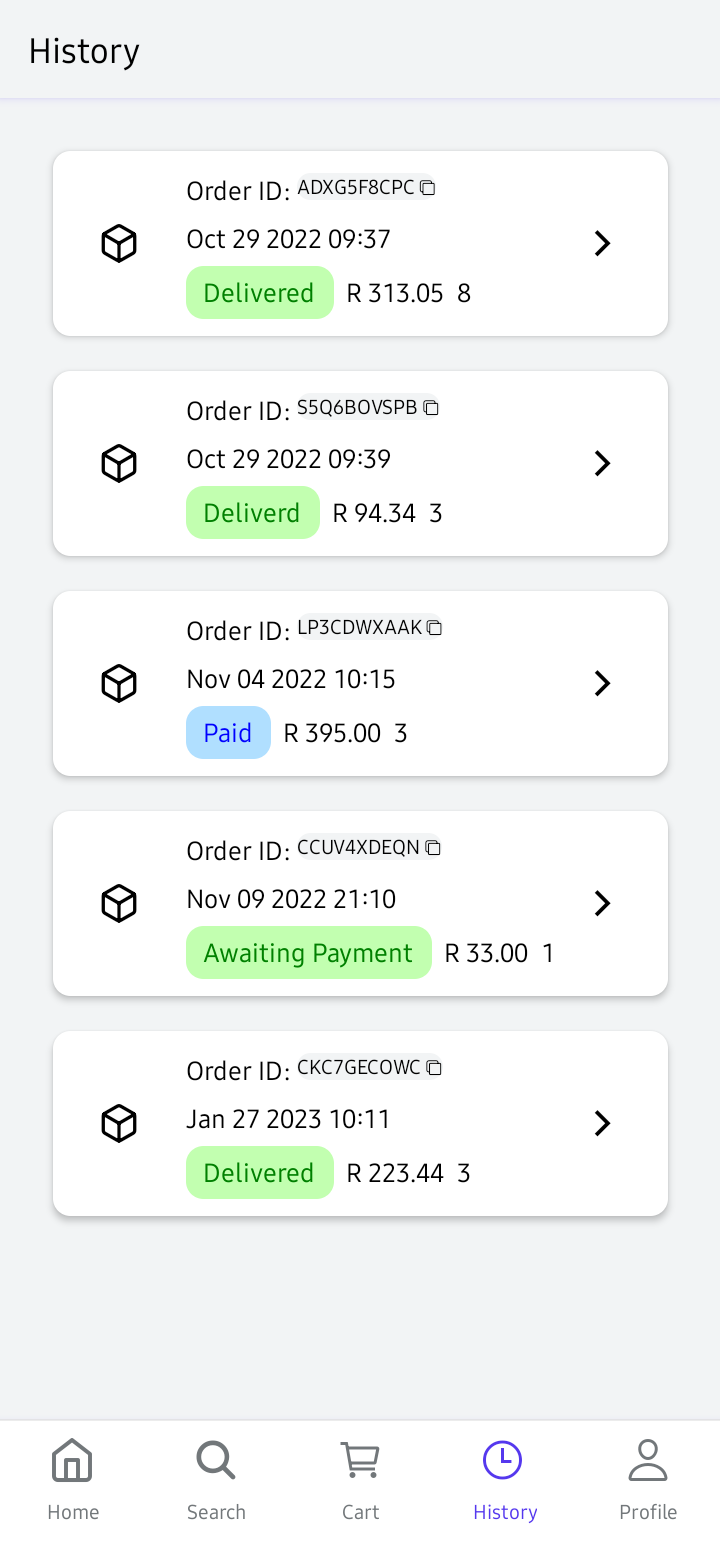 History
Order ID: ADXG5F8CPC
Oct 29 2022 09:37
Delivered R 313.05 8
Order ID: S5Q6BOVSPB
Oct 29 2022 09:39
Deliverd R 94.34 3
Order ID: LP3CDWXAAK
Nov 04 2022 10:15
Paid R 395.00 3
Order ID: CCUV4XDEQN
Nov 09 2022 21:10
Awaiting Payment R 33.00 1
Order ID: CKC7GECOWC
Jan 27 2023 10:11
Delivered R 223.44 3
Home Search Cart History Profile